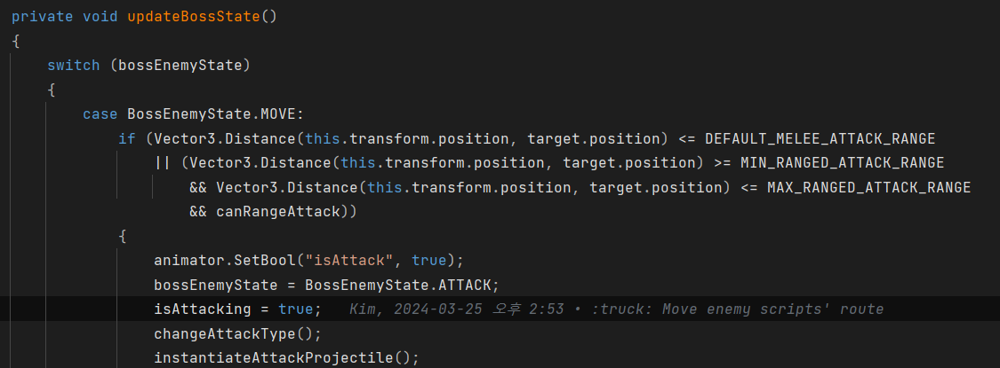 private void updateBossState()
{
switch (bossEnemyState)
{
case BossEnemyState.MOVE:
if (Vector3.Distance(this.transform.position, target.position) <= DEFAULT_MELEE_ATTACK_RANGE
|| (Vector3.Distance(this.transform.position, target.position) >= MIN_RANGED_ATTACK_RANGE
&& Vector3.Distance(this.transform.position, target.position) <= MAX_RANGED_ATTACK_RANGE
&& canRangeAttack))
{
animator.SetBool("isAttack", true);
bossEnemyState = BossEnemyState.ATTACK;
isAttacking = true; Kim, 2024-03-25 오후 2:53 • :truck: Move enemy scripts' route
changeAttackType();
instantiateAttackProjectile();